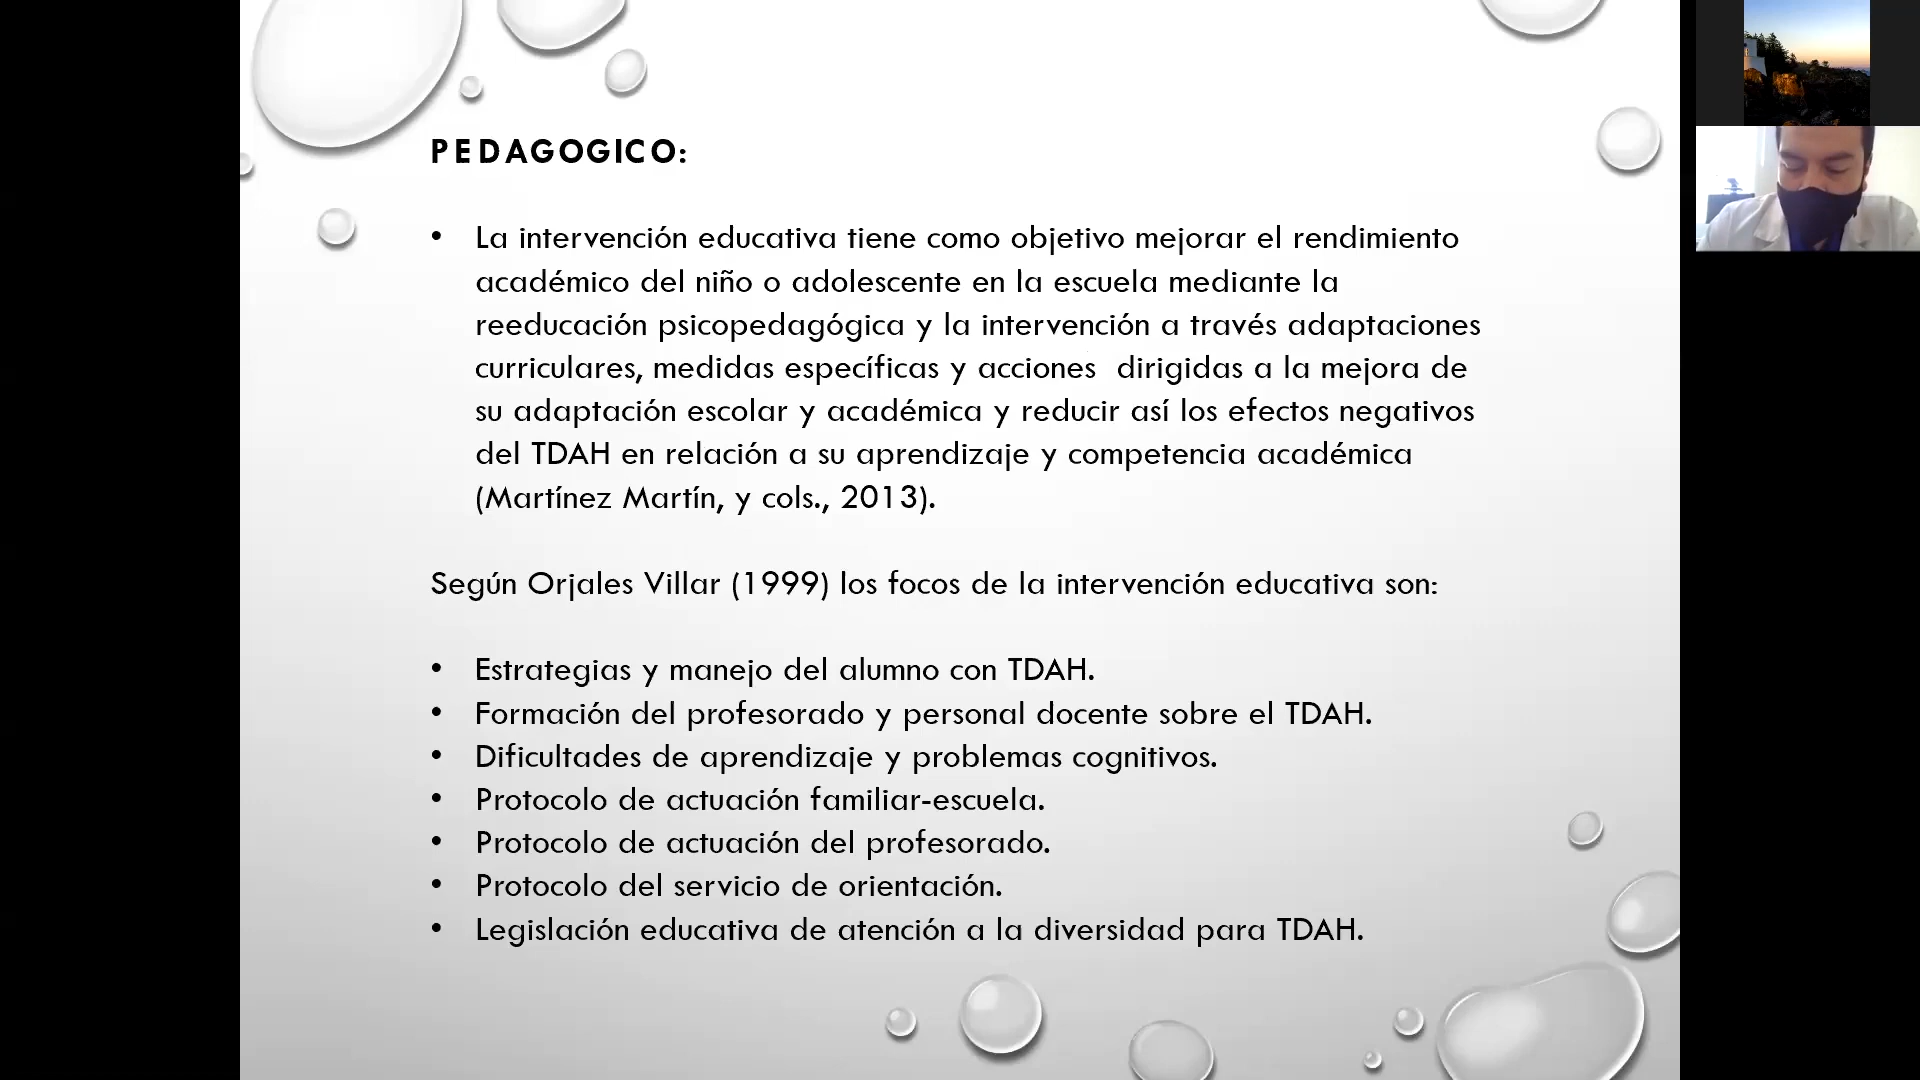 PEDAGOGICO:
• La intervención educativa tiene como objetivo mejorar el rendimiento
académico del niño o adolescente en la escuela mediante la
reeducación psicopedagógica y la intervención a través adaptaciones
curriculares, medidas específicas y acciones dirigidas a la mejora de
su adaptación escolar y académica y reducir así los efectos negativos
del TDAH en relación a su aprendizaje y competencia académica
(Martínez Martín, y cols., 2013).
Según Orjales Villar (1999) los focos de la intervención educativa son:
• Estrategias y manejo del alumno con TDAH.
• Formación del profesorado y personal docente sobre el TDAH.
• Dificultades de aprendizaje y problemas cognitivos.
• Protocolo de actuación familiar-escuela.
• Protocolo de actuación del profesorado.
• Protocolo del servicio de orientación.
• Legislación educativa de atención a la diversidad para TDAH.